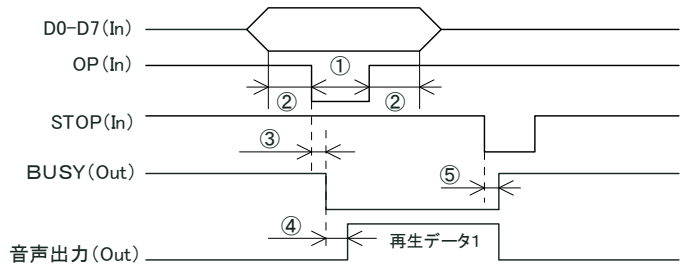 D0-D7(In)
OP(In)
①
②
②
STOP(In)
③
BUSY(Out)
⑤
④
再生データ1
音声出力(Out)